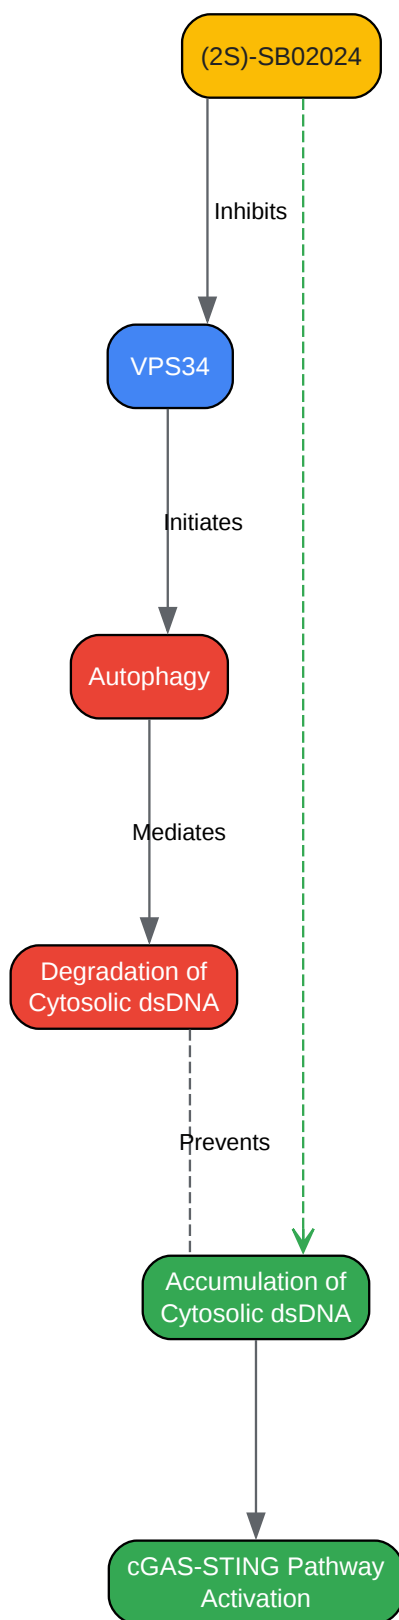 (2S)-SB02024
Inhibits
VPS34
Initiates
Autophagy
Mediates
Degradation of
Cytosolic dsDNA
Prevents
Accumulation of
Cytosolic dsDNA
cGAS-STING Pathway
Activation